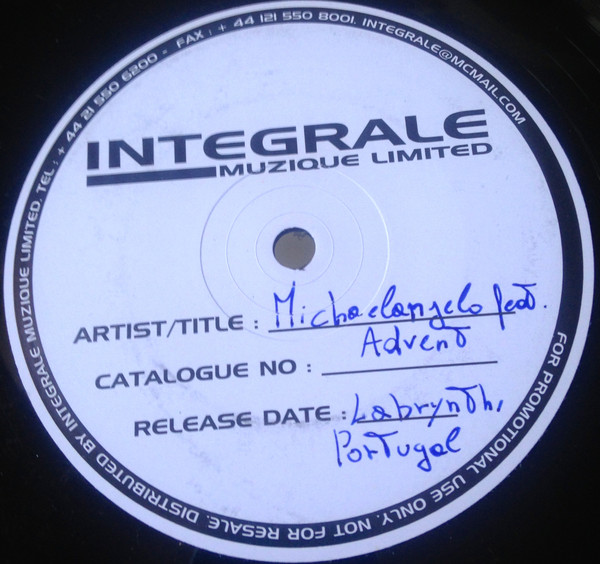 INTEGRALE
MUZIQUE LIMITED
ARTIST/TITLE : Michaelangelo feat.
Advent
CATALOGUE NO :
RELEASE DATE : Labrynth,
Portugal
DISTRIBUTED BY INTEGRALE MUZIQUE LIMITED. TEL : + 44 121 550 6200 - FAX : + 44 121 550 8001. INTEGRALE@MCMAIL.COM
FOR PROMOTIONAL USE ONLY. NOT FOR RESALE.